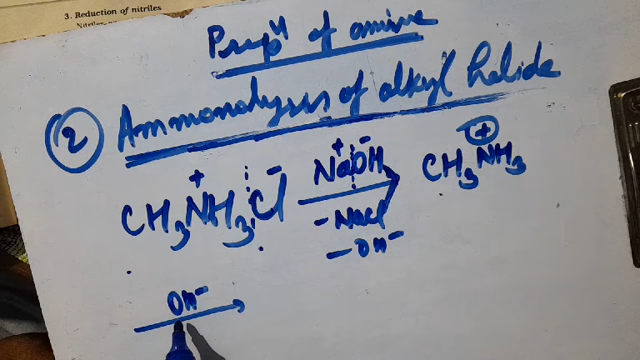 3. Reduction of nitriles
Prepⁿ of amine
② Ammonolyses of alkyl halide
CH₃N⁺H₃Cl⁻ Na⁺OH⁻ CH₃N⁺H₃
- NaCl
- OH⁻
OH⁻